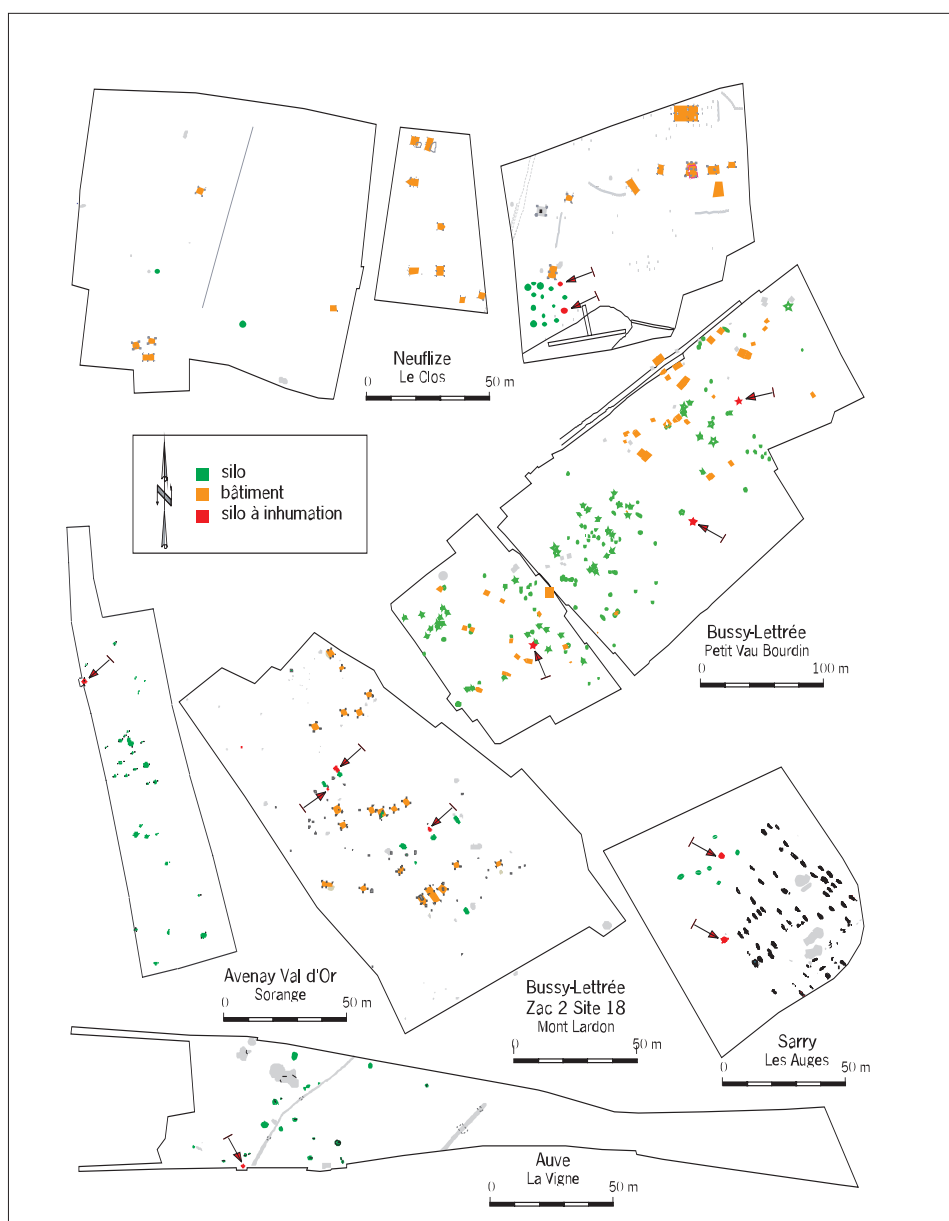 Neuflize
Le Clos
0 50 m
silo
bâtiment
silo à inhumation
Bussy-Lettrée
Petit Vau Bourdin
0 100 m
Avenay Val d'Or
Sorange
0 50 m
Bussy-Lettrée
Zac 2 Site 18
Mont Lardon
0 50 m
Sarry
Les Auges
0 50 m
Auve
La Vigne
0 50 m